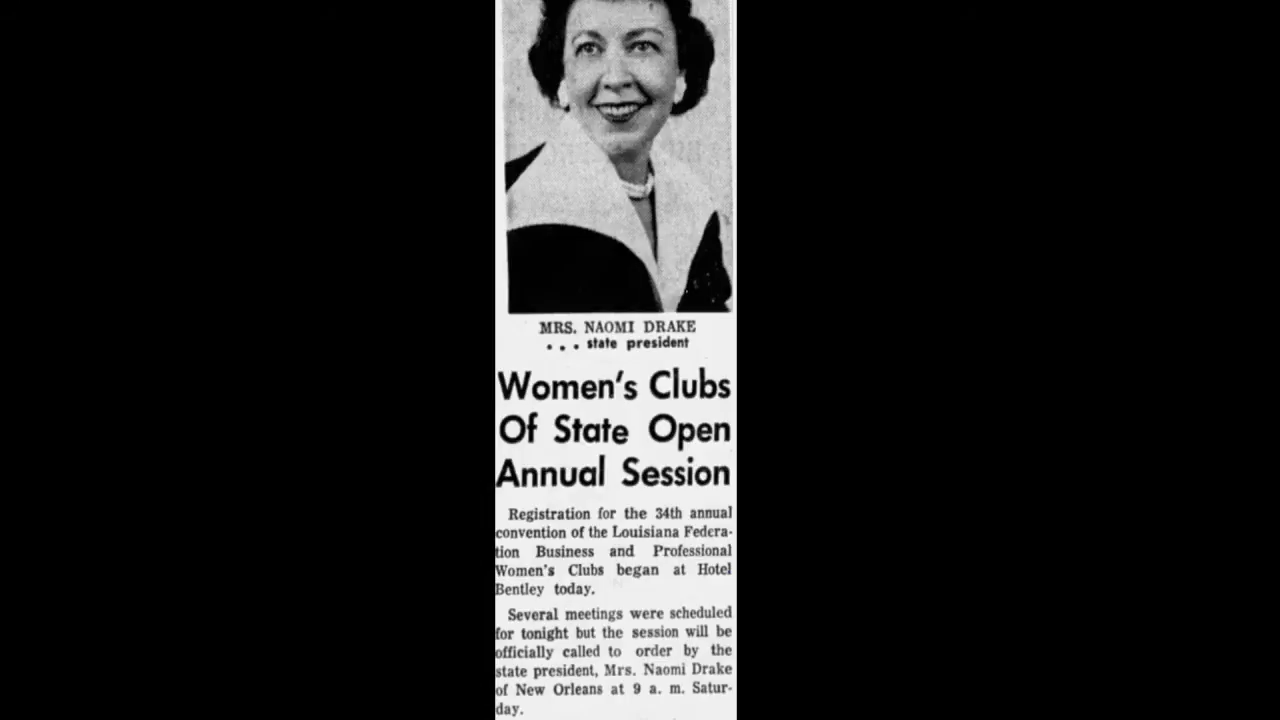 MRS. NAOMI DRAKE
. . . state president
Women's Clubs
Of State Open
Annual Session
Registration for the 34th annual
convention of the Louisiana Federa-
tion Business and Professional
Women's Clubs began at Hotel
Bentley today.
Several meetings were scheduled
for tonight but the session will be
officially called to order by the
state president, Mrs. Naomi Drake
of New Orleans at 9 a. m. Satur-
day.